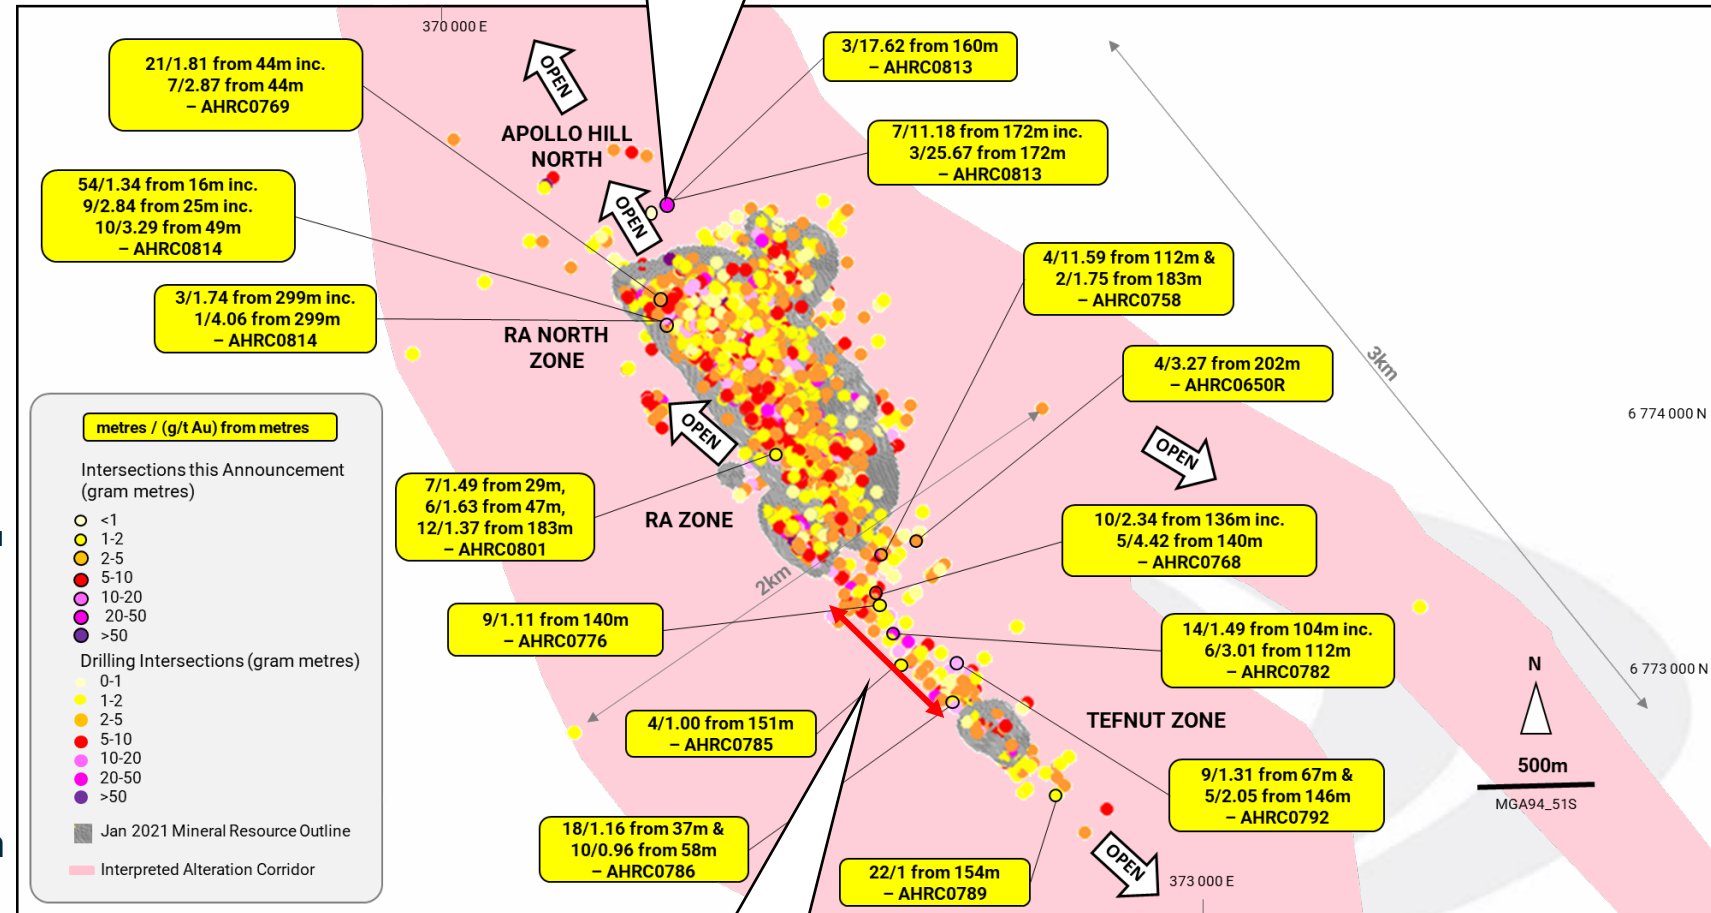 370 000 E
21/1.81 from 44m inc.
7/2.87 from 44m
– AHRC0769
OPEN
3/17.62 from 160m
– AHRC0813
APOLLO HILL
NORTH
7/11.18 from 172m inc.
3/25.67 from 172m
– AHRC0813
54/1.34 from 16m inc.
9/2.84 from 25m inc.
10/3.29 from 49m
– AHRC0814
OPEN
4/11.59 from 112m &
2/1.75 from 183m
– AHRC0758
3/1.74 from 299m inc.
1/4.06 from 299m
– AHRC0814
RA NORTH
ZONE
3km
4/3.27 from 202m
– AHRC0650R
6 774 000 N
OPEN
OPEN
metres / (g/t Au) from metres
Intersections this Announcement
(gram metres)
<1
1-2
2-5
5-10
10-20
20-50
>50
Drilling Intersections (gram metres)
0-1
1-2
2-5
5-10
10-20
20-50
>50
Jan 2021 Mineral Resource Outline
Interpreted Alteration Corridor
7/1.49 from 29m,
6/1.63 from 47m,
12/1.37 from 183m
– AHRC0801
RA ZONE
10/2.34 from 136m inc.
5/4.42 from 140m
– AHRC0768
2km
9/1.11 from 140m
– AHRC0776
14/1.49 from 104m inc.
6/3.01 from 112m
– AHRC0782
N
6 773 000 N
4/1.00 from 151m
– AHRC0785
TEFNUT ZONE
500m
MGA94_51S
9/1.31 from 67m &
5/2.05 from 146m
– AHRC0792
18/1.16 from 37m &
10/0.96 from 58m
– AHRC0786
22/1 from 154m
– AHRC0789
OPEN
373 000 E